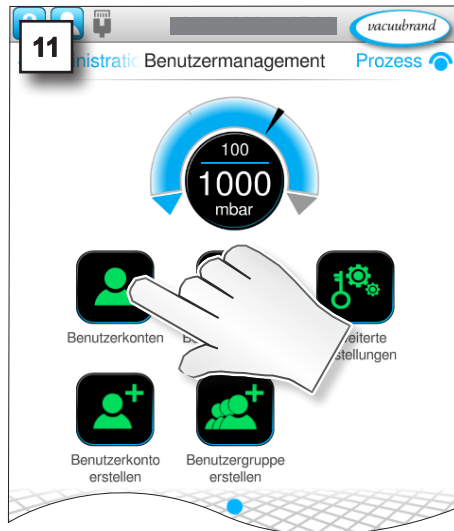 vacuubrand
11
Benutzermanagement
Prozess
100
1000
mbar
Benutzerkonten
Benutzerkonto
erstellen
Benutzergruppe
erstellen